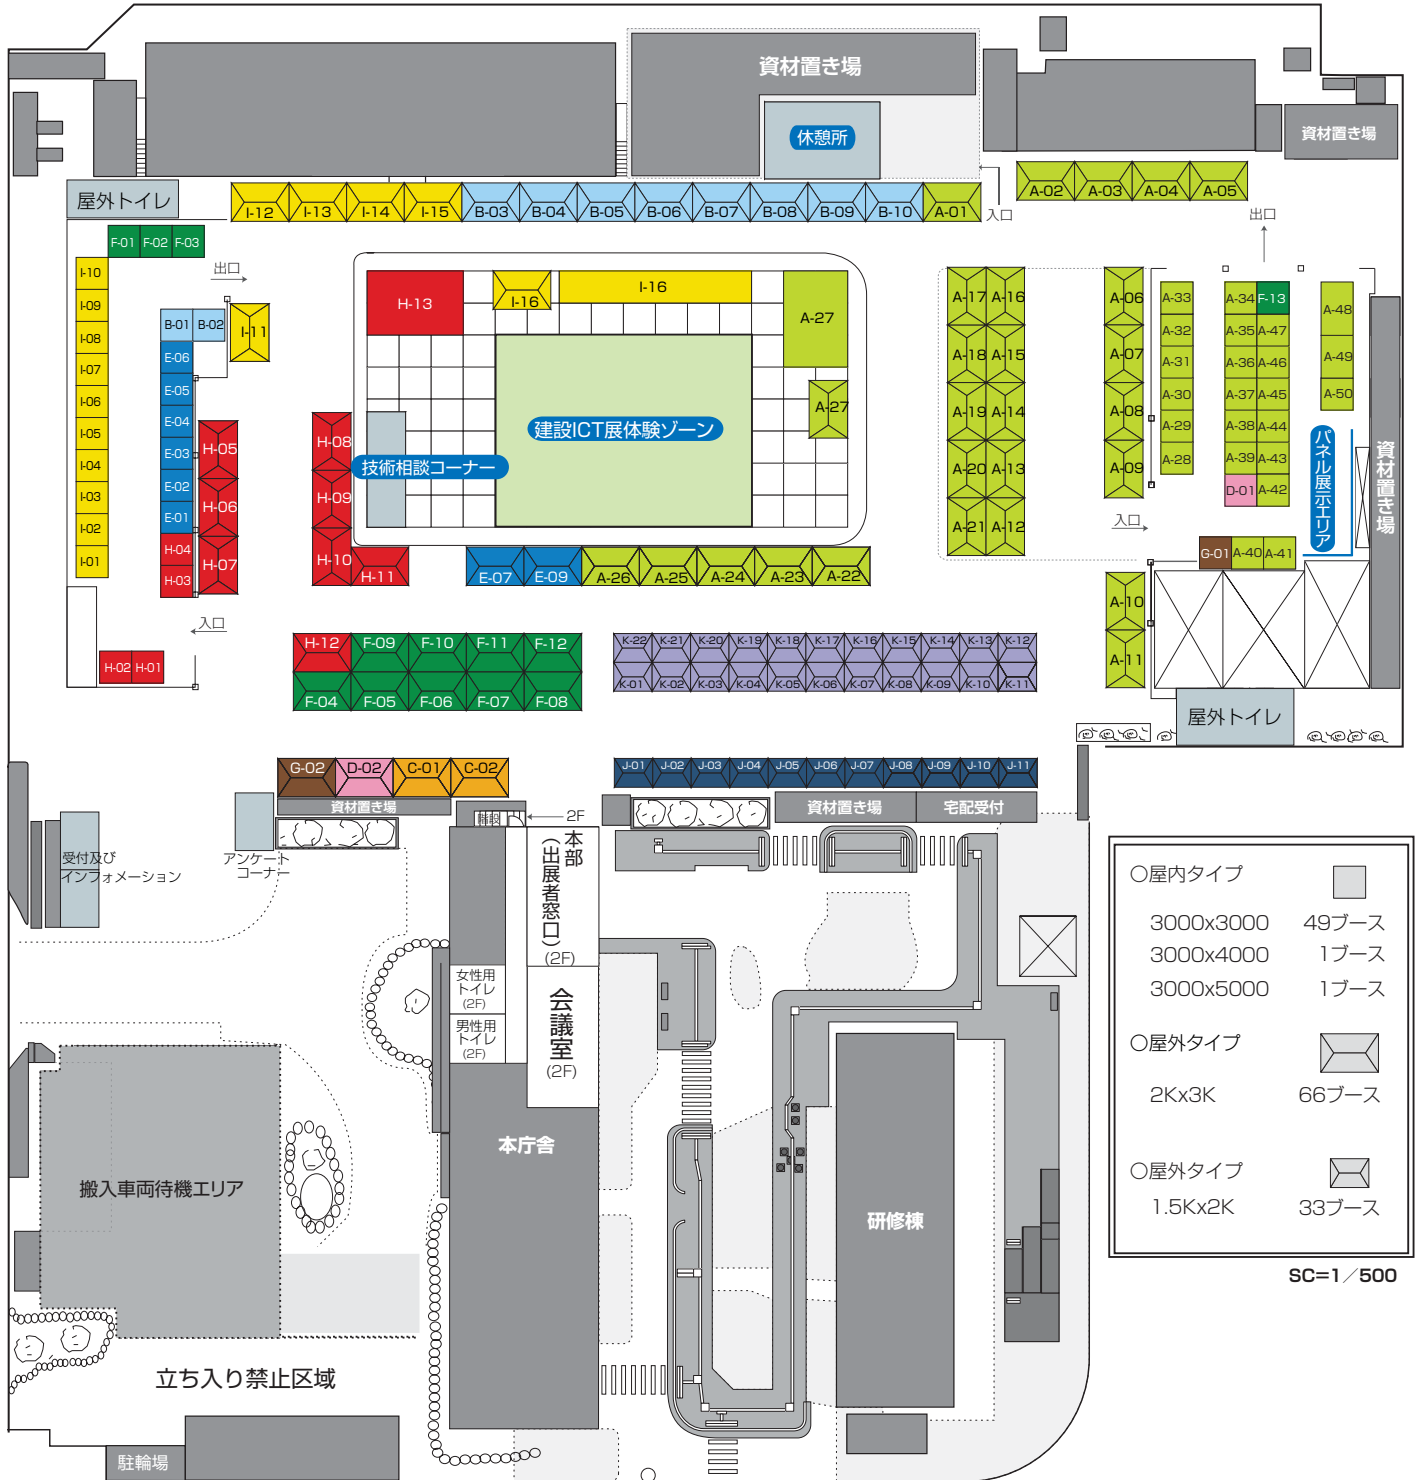 資材置き場
休憩所
資材置き場
屋外トイレ
I-12 I-13 I-14 I-15 B-03 B-04 B-05 B-06 B-07 B-08 B-09 B-10 A-01
入口
A-02 A-03 A-04 A-05
出口
F-01 F-02 F-03
出口
I-10
I-09
I-08
I-07
I-06
I-05
I-04
I-03
I-02
I-01
B-01 B-02
I-11
E-06
E-05
E-04
E-03
E-02
E-01
H-04
H-03
H-05
H-06
H-07
入口
H-02 H-01
H-13
I-16
I-16
A-27
A-27
建設ICT展体験ゾーン
技術相談コーナー
H-08
H-09
H-10
H-11
E-07 E-09 A-26 A-25 A-24 A-23 A-22
A-17 A-16
A-18 A-15
A-19 A-14
A-20 A-13
A-21 A-12
A-06
A-07
A-08
A-09
入口
A-10
A-11
A-33
A-32
A-31
A-30
A-29
A-28
A-34 F-13
A-35 A-47
A-36 A-46
A-37 A-45
A-38 A-44
A-39 A-43
D-01 A-42
G-01 A-40 A-41
A-48
A-49
A-50
パネル展示エリア
資材置き場
屋外トイレ
H-12 F-09 F-10 F-11 F-12
F-04 F-05 F-06 F-07 F-08
K-22 K-21 K-20 K-19 K-18 K-17 K-16 K-15 K-14 K-13 K-12
K-01 K-02 K-03 K-04 K-05 K-06 K-07 K-08 K-09 K-10 K-11
G-02 D-02 C-01 C-02
資材置き場
J-01 J-02 J-03 J-04 J-05 J-06 J-07 J-08 J-09 J-10 J-11
資材置き場
宅配受付
階段
2F
本部
(出展者窓口)
(2F)
受付及び
インフォメーション
アンケート
コーナー
女性用
トイレ
(2F)
男性用
トイレ
(2F)
会議室
(2F)
本庁舎
研修棟
搬入車両待機エリア
立ち入り禁止区域
駐輪場
○屋内タイプ
3000x3000 49ブース
3000x4000 1ブース
3000x5000 1ブース
○屋外タイプ
2Kx3K 66ブース
○屋外タイプ
1.5Kx2K 33ブース
SC=1／500